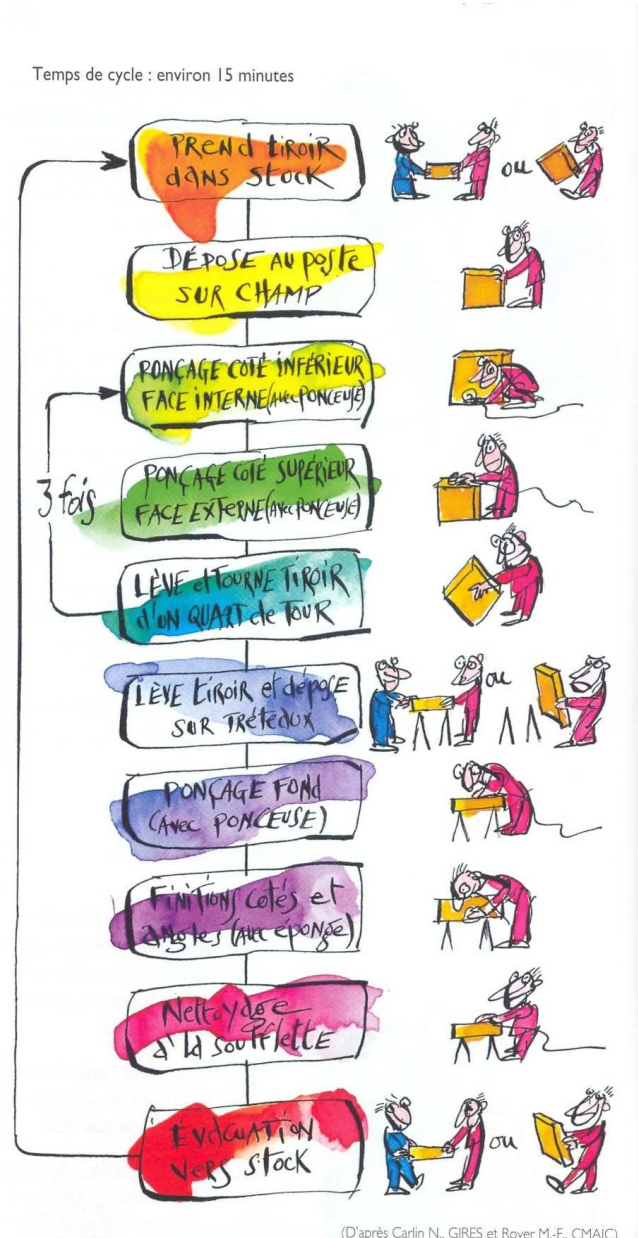 Temps de cycle : environ 15 minutes
PREND tIROIR
dANS StOCK
ou
DÉPOSE AU POSTE
SUR CHAMP
PONÇAGE COTÉ INFÉRIEUR
FACE INTERNE (AVEC PONCEUSE)
3 fois
PONÇAGE COTÉ SUPÉRIEUR
FACE EXTERNE (AVEC PONCEUSE)
LÈVE et TOURNE TIROIR
d'UN QUART de TOUR
LÈVE tiROIR et dépose
SUR TRétEAUX
ou
PONÇAGE FOND
(AVEC PONCEUSE)
FINITIONS cotés et
ANgles (AVEC éponge)
NettoyAge
à lA soufflette
ÉVACUATION
VERS STOCK
ou
(D'après Carlin N., GIRES et Royer M.-F., CMAIC)